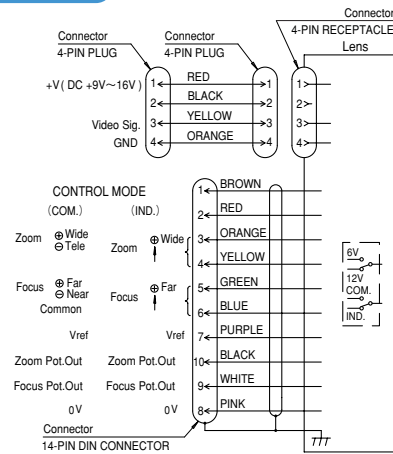 Connector
4-PIN PLUG
Connector
4-PIN PLUG
Connector
4-PIN RECEPTACLE
Lens
+V ( DC +9V～16V ) 1 RED 1 1
2 BLACK 2 2
Video Sig. 3 YELLOW 3 3
GND 4 ORANGE 4 4
CONTROL MODE
(COM.) (IND.)
1 BROWN
2 RED
Zoom ⊕ Wide
⊖ Tele
Zoom ⊕ Wide
3 ORANGE
4 YELLOW
Focus ⊕ Far
⊖ Near
Common
Focus ⊕ Far
5 GREEN
6 BLUE
Vref Vref 7 PURPLE
Zoom Pot.Out Zoom Pot.Out 10 BLACK
Focus Pot.Out Focus Pot.Out 9 WHITE
0V 0V 8 PINK
6V
12V
COM.
IND.
Connector
14-PIN DIN CONNECTOR